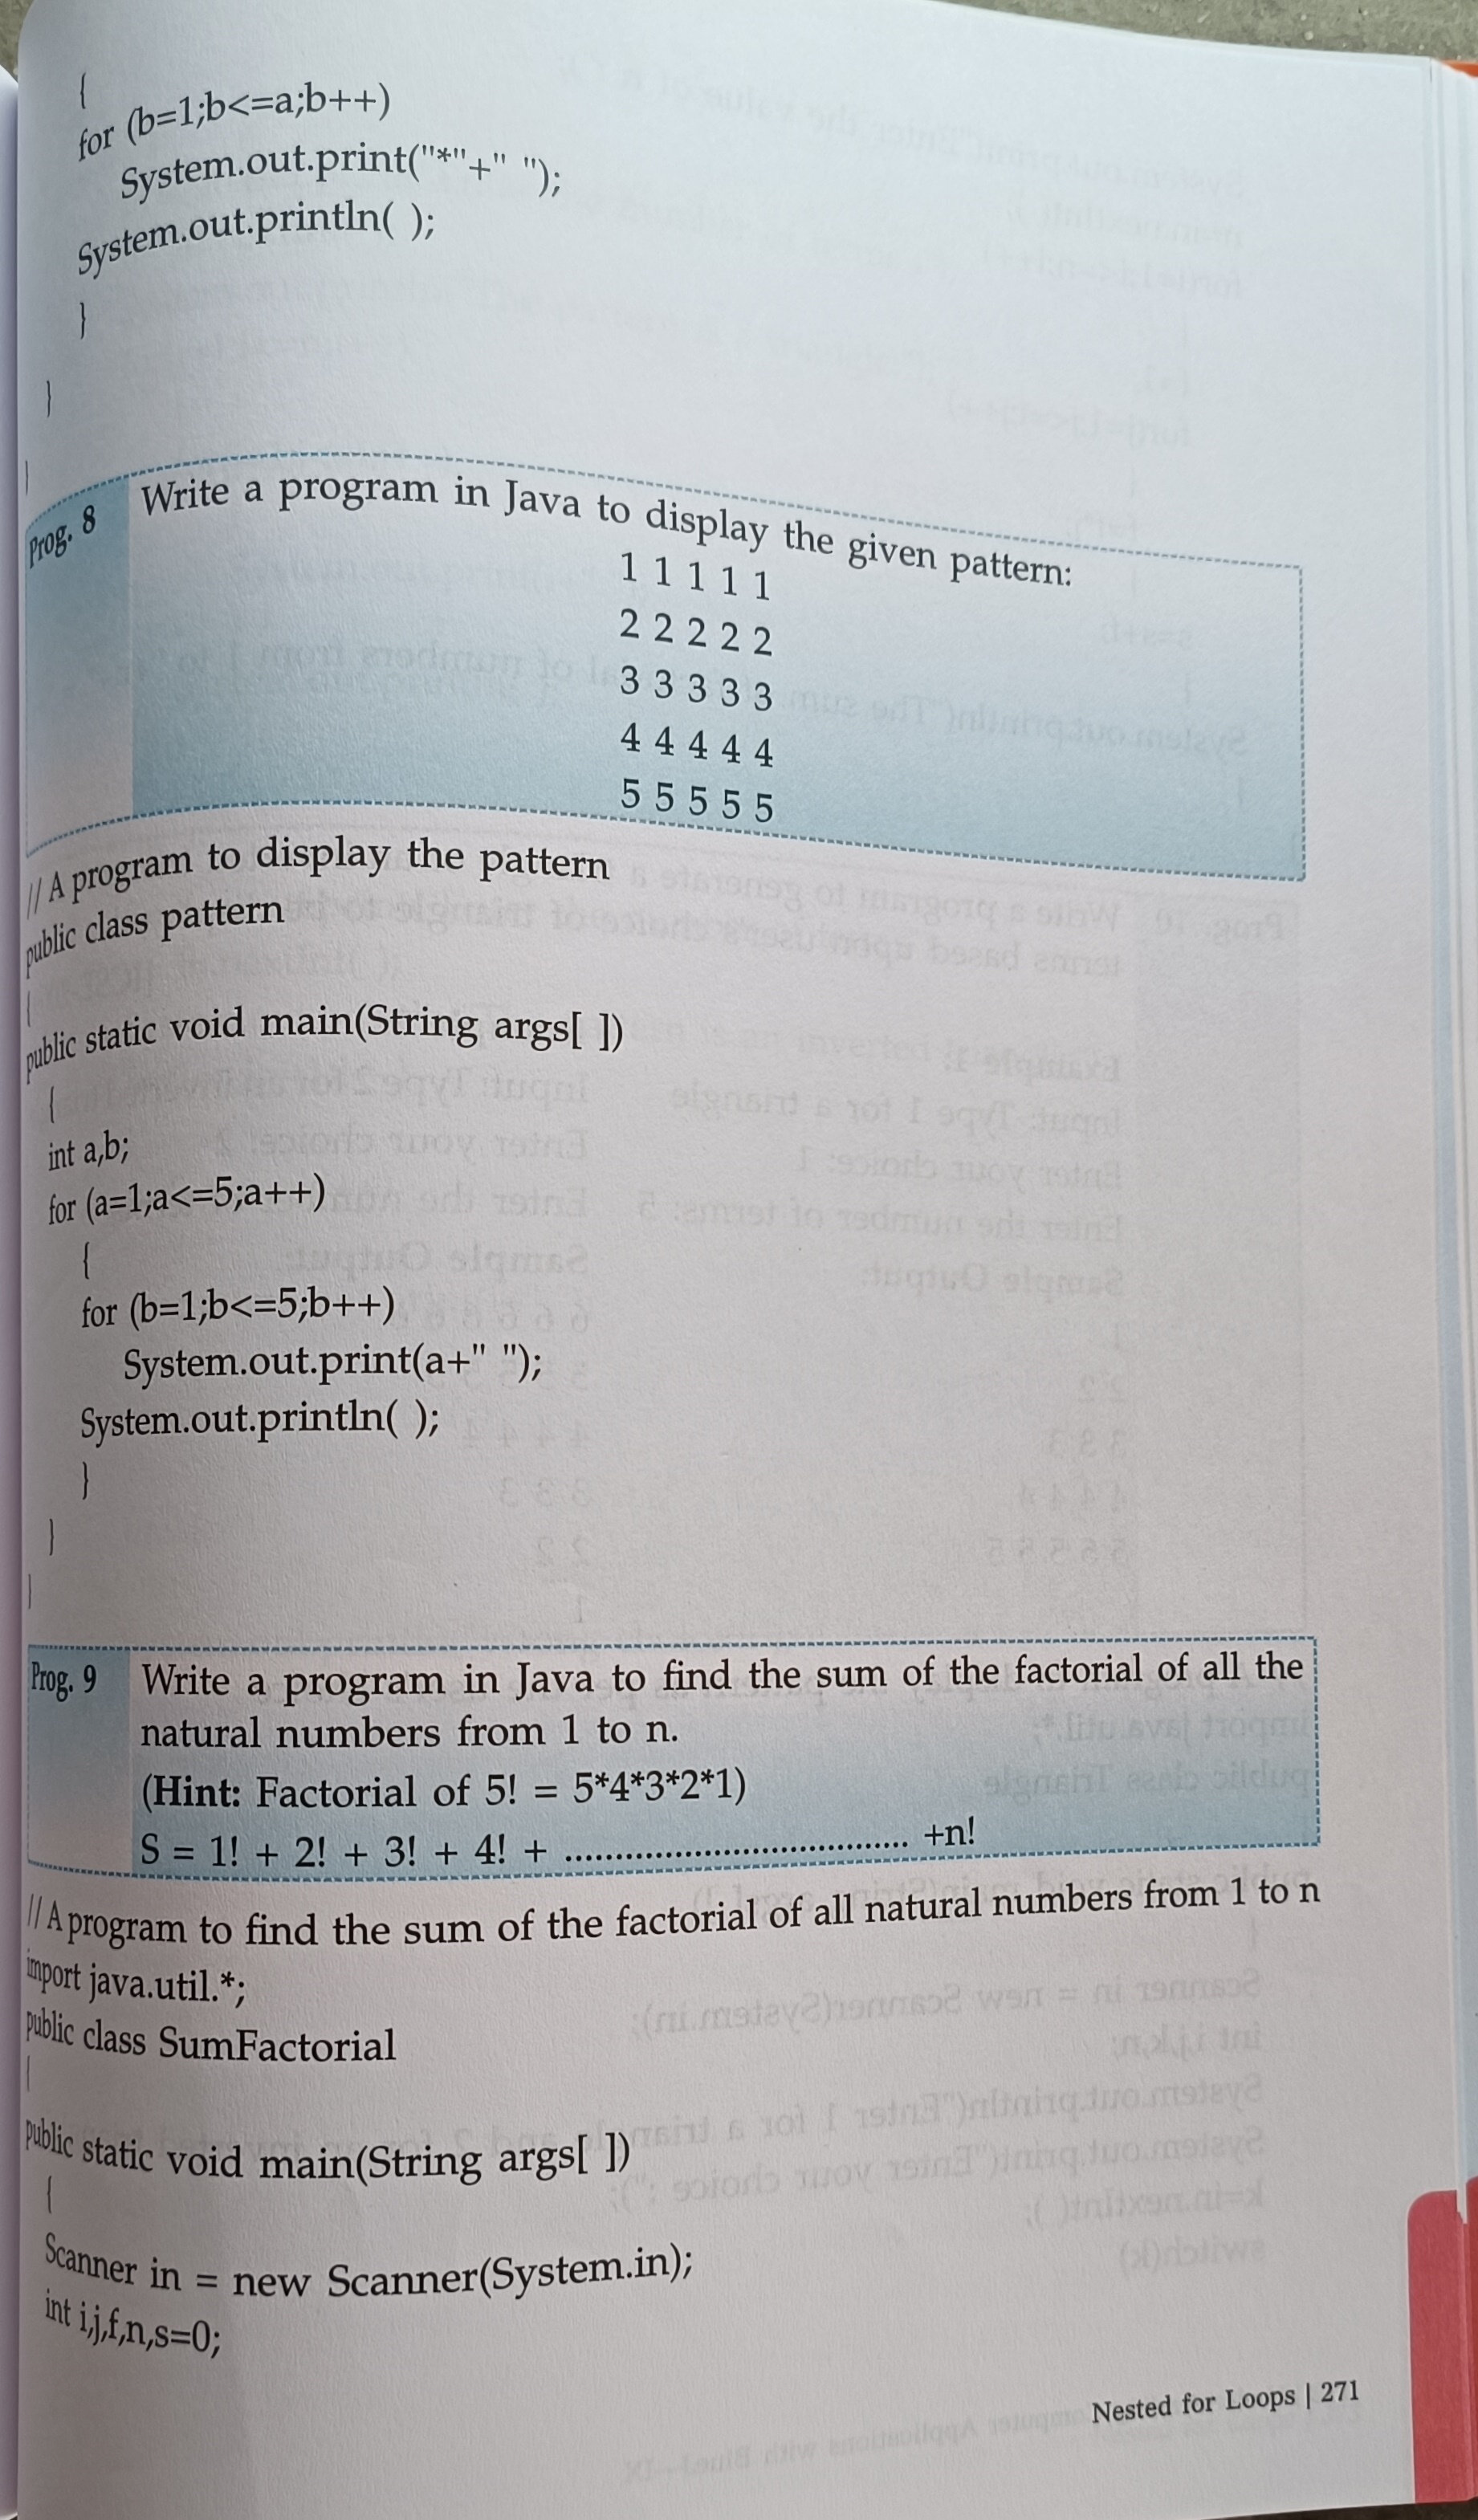 {
for (b=1;b<=a;b++)
System.out.print("*"+" ");
System.out.println( );
}
}
}
Prog. 8 Write a program in Java to display the given pattern:
1 1 1 1 1
2 2 2 2 2
3 3 3 3 3
4 4 4 4 4
5 5 5 5 5
// A program to display the pattern
public class pattern
{
public static void main(String args[ ])
{
int a,b;
for (a=1;a<=5;a++)
{
for (b=1;b<=5;b++)
System.out.print(a+" ");
System.out.println( );
}
}
}
Prog. 9 Write a program in Java to find the sum of the factorial of all the
natural numbers from 1 to n.
(Hint: Factorial of 5! = 5*4*3*2*1)
S = 1! + 2! + 3! + 4! + .................................. +n!
// A program to find the sum of the factorial of all natural numbers from 1 to n
import java.util.*;
public class SumFactorial
{
public static void main(String args[ ])
{
Scanner in = new Scanner(System.in);
int i,j,f,n,s=0;
Nested for Loops | 271